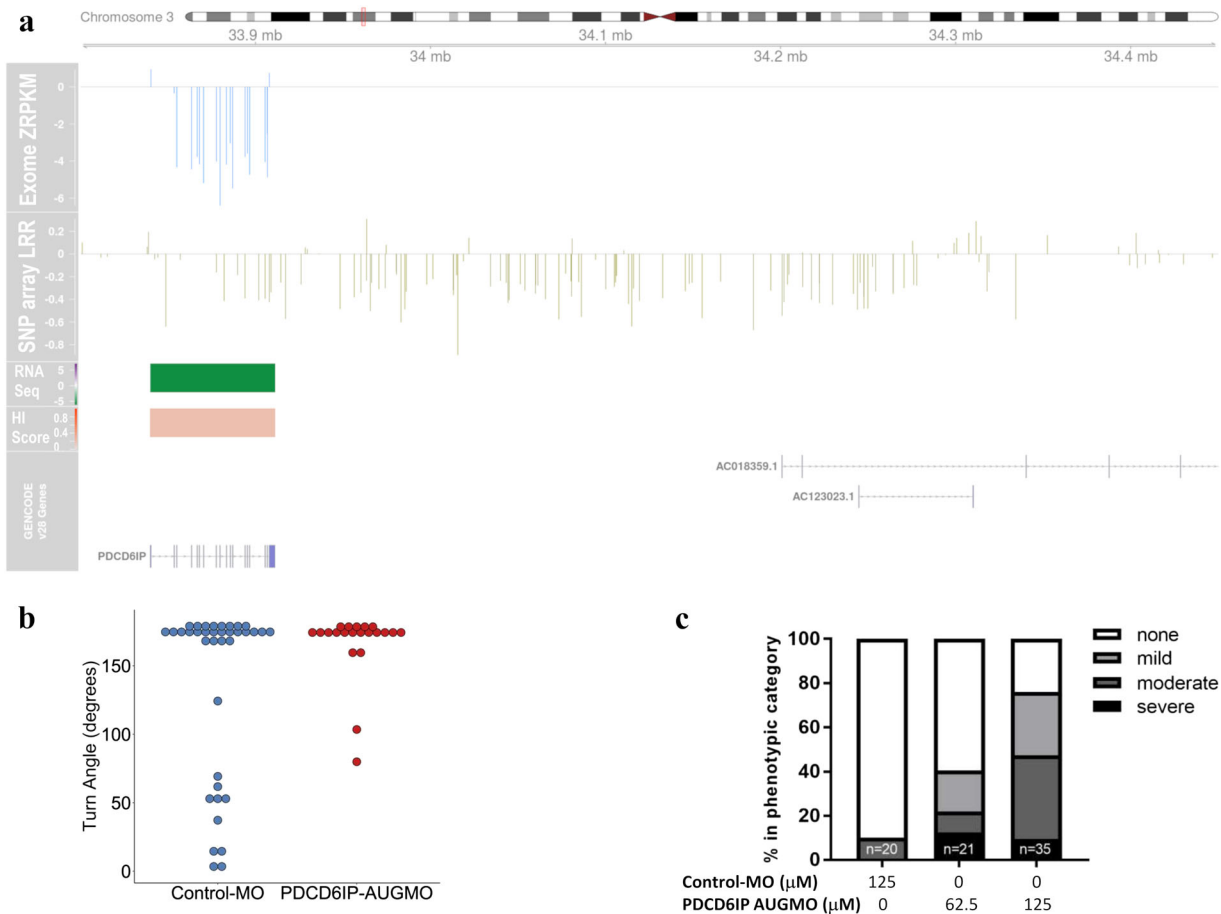 a
Chromosome 3
33.9 mb
34.1 mb
34.3 mb
34 mb
34.2 mb
34.4 mb
Exome ZRPKM
0
-2
-4
-6
SNP array LRR
0.2
0
-0.2
-0.4
-0.6
-0.8
RNA
Seq
5
0
-5
HI
Score
0.8
0.4
0
GENCODE
v28 Genes
AC018359.1
AC123023.1
PDCD6IP
b
Turn Angle (degrees)
150
100
50
0
Control-MO
PDCD6IP-AUGMO
c
% in phenotypic category
100
80
60
40
20
0
n=20
n=21
n=35
none
mild
moderate
severe
Control-MO (μM) 125 0 0
PDCD6IP AUGMO (μM) 0 62.5 125